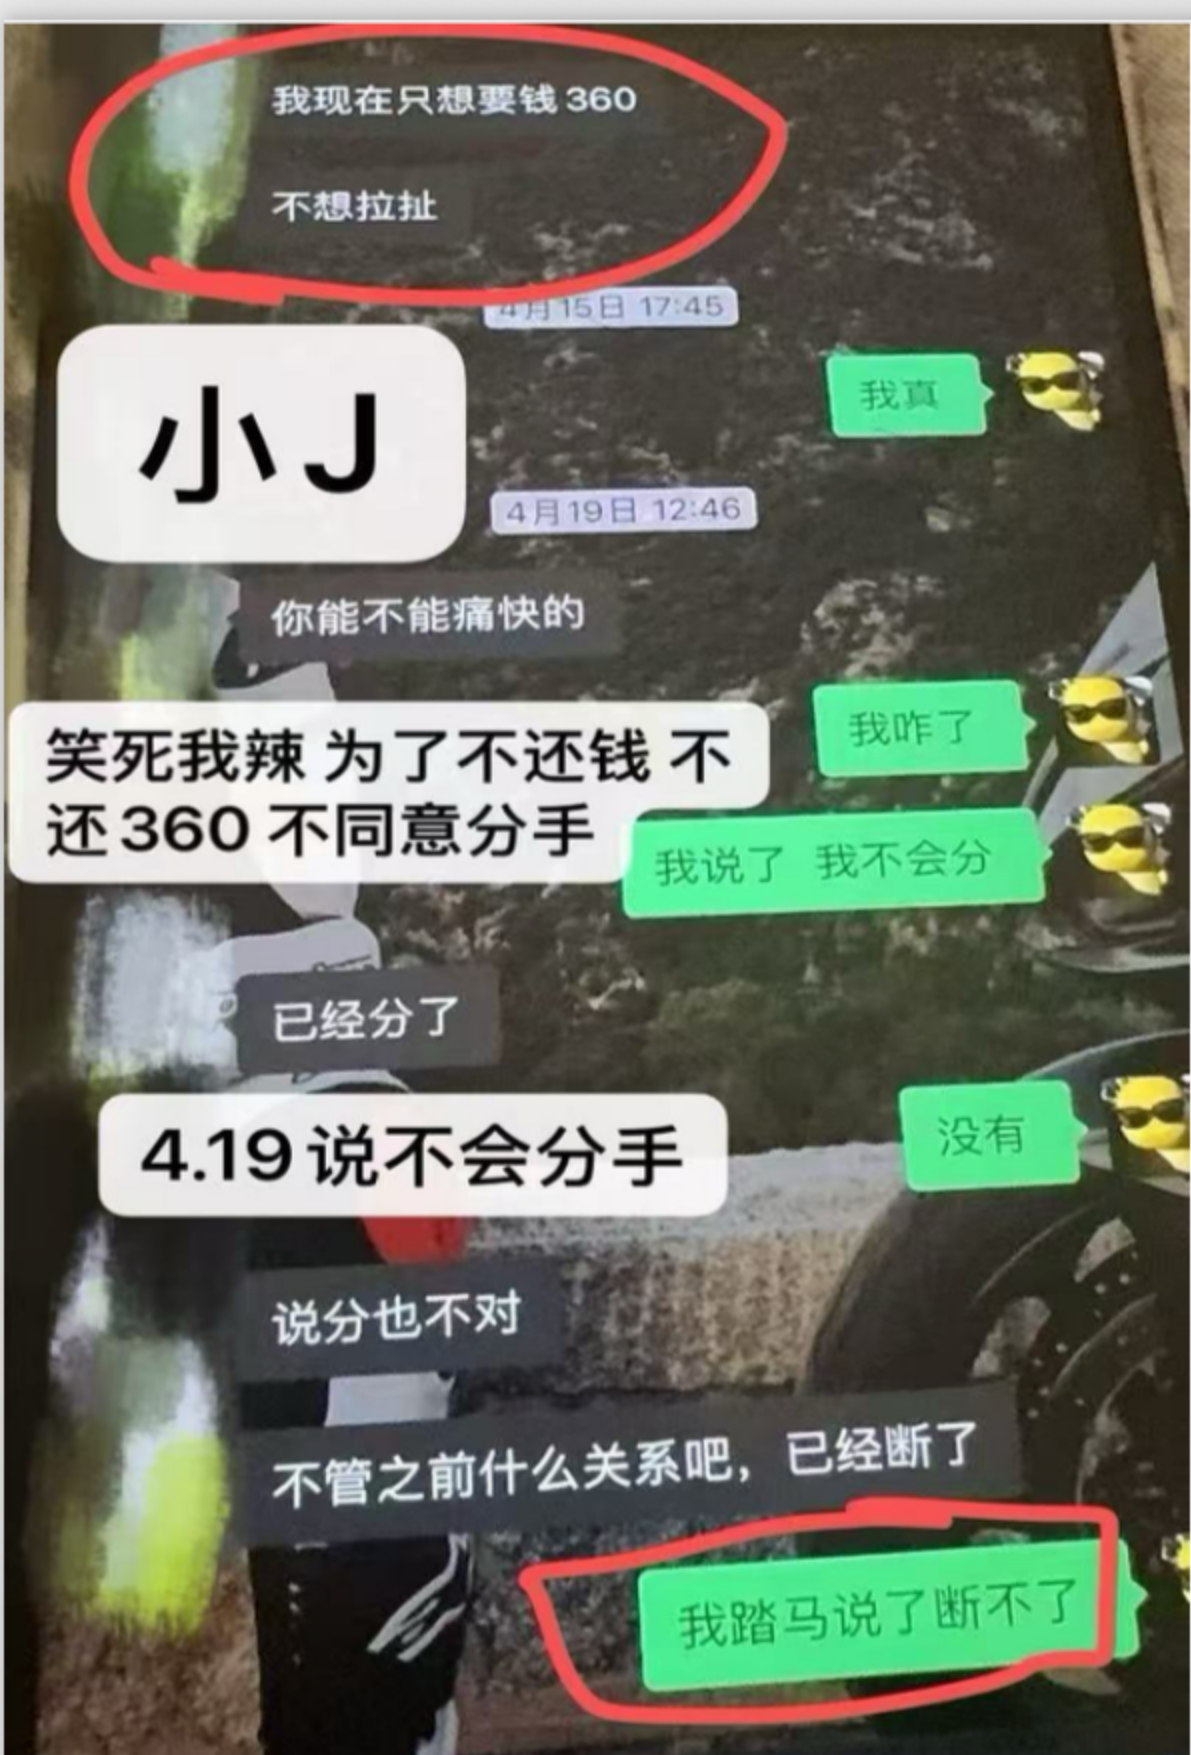 我现在只想要钱360
不想拉扯
4月15日 17:45
我真
小J
4月19日 12:46
你能不能痛快的
我咋了
笑死我辣 为了不还钱 不
还360 不同意分手
我说了 我不会分
已经分了
没有
4.19说不会分手
说分也不对
不管之前什么关系吧，已经断了
我踏马说了断不了